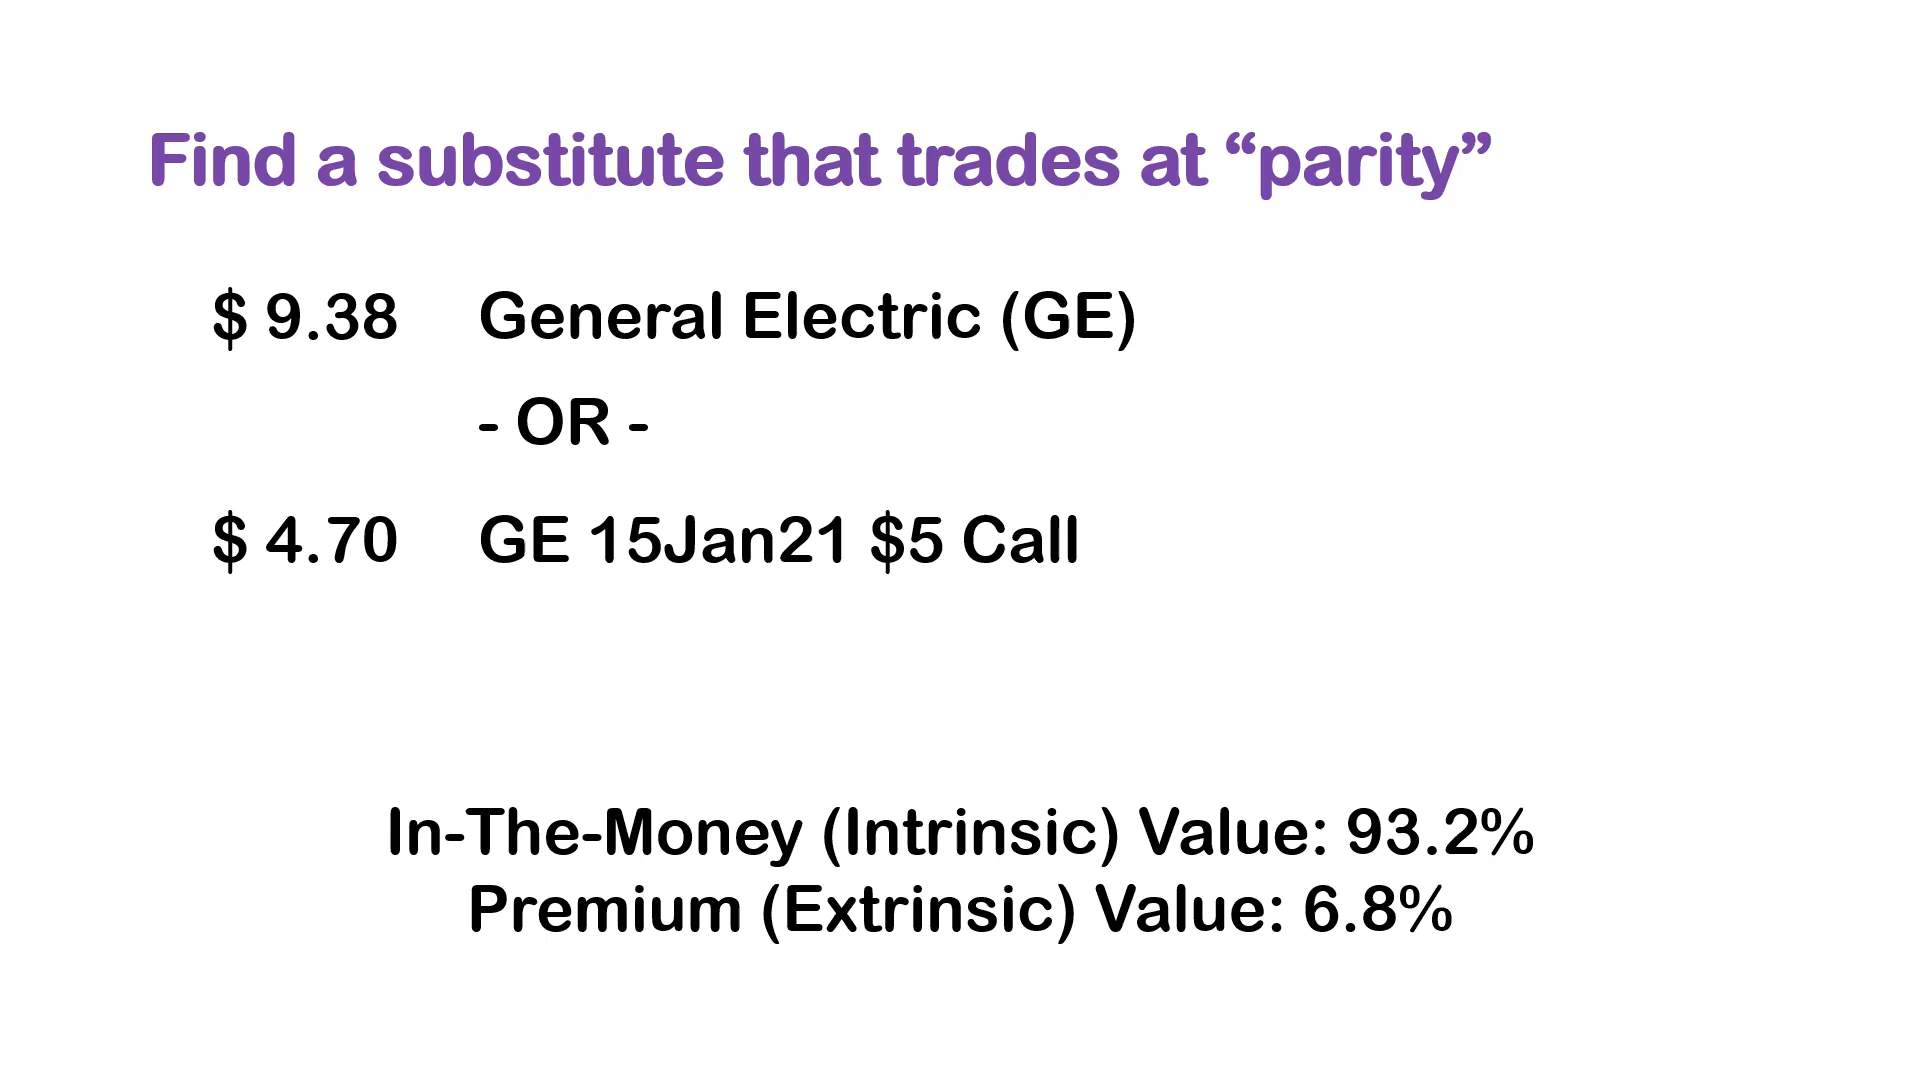 Find a substitute that trades at “parity”
$ 9.38 General Electric (GE)
- OR -
$ 4.70 GE 15Jan21 $5 Call
In-The-Money (Intrinsic) Value: 93.2%
Premium (Extrinsic) Value: 6.8%